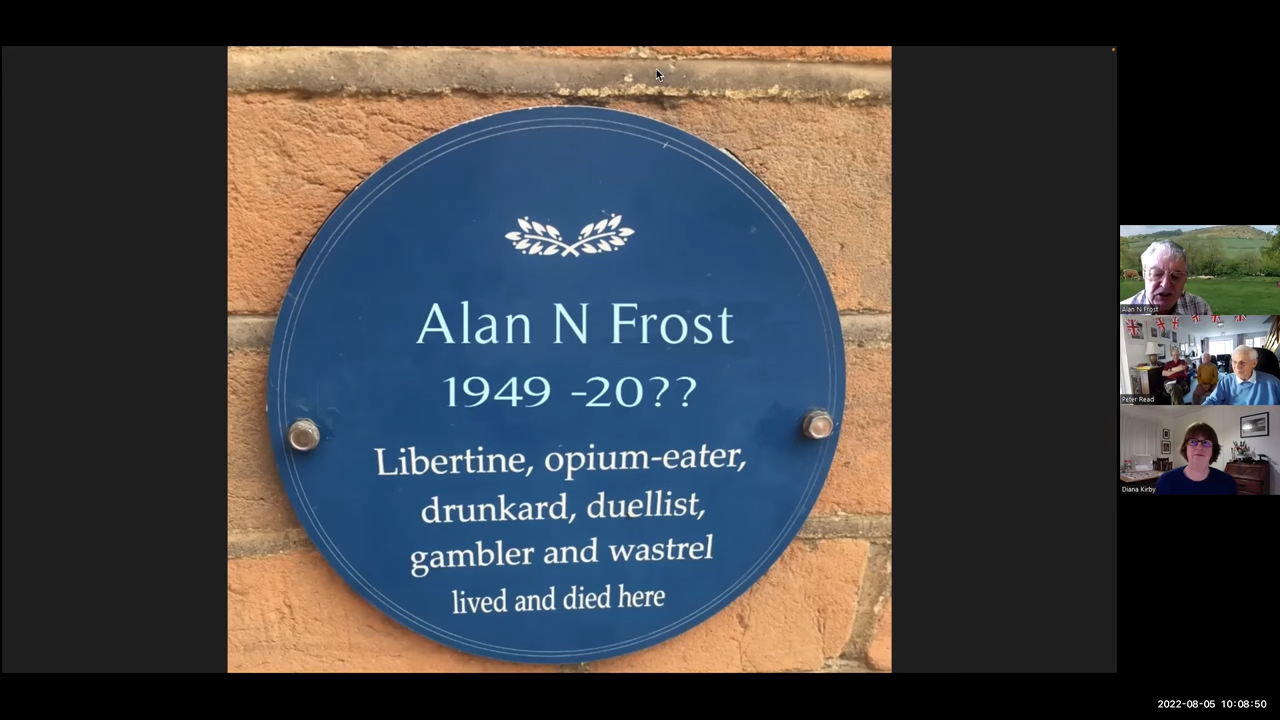 Alan N Frost
1949 -20??
Libertine, opium-eater,
drunkard, duellist,
gambler and wastrel
lived and died here
Alan N Frost
Peter Read
Diana Kirby
2022-08-05 10:08:50